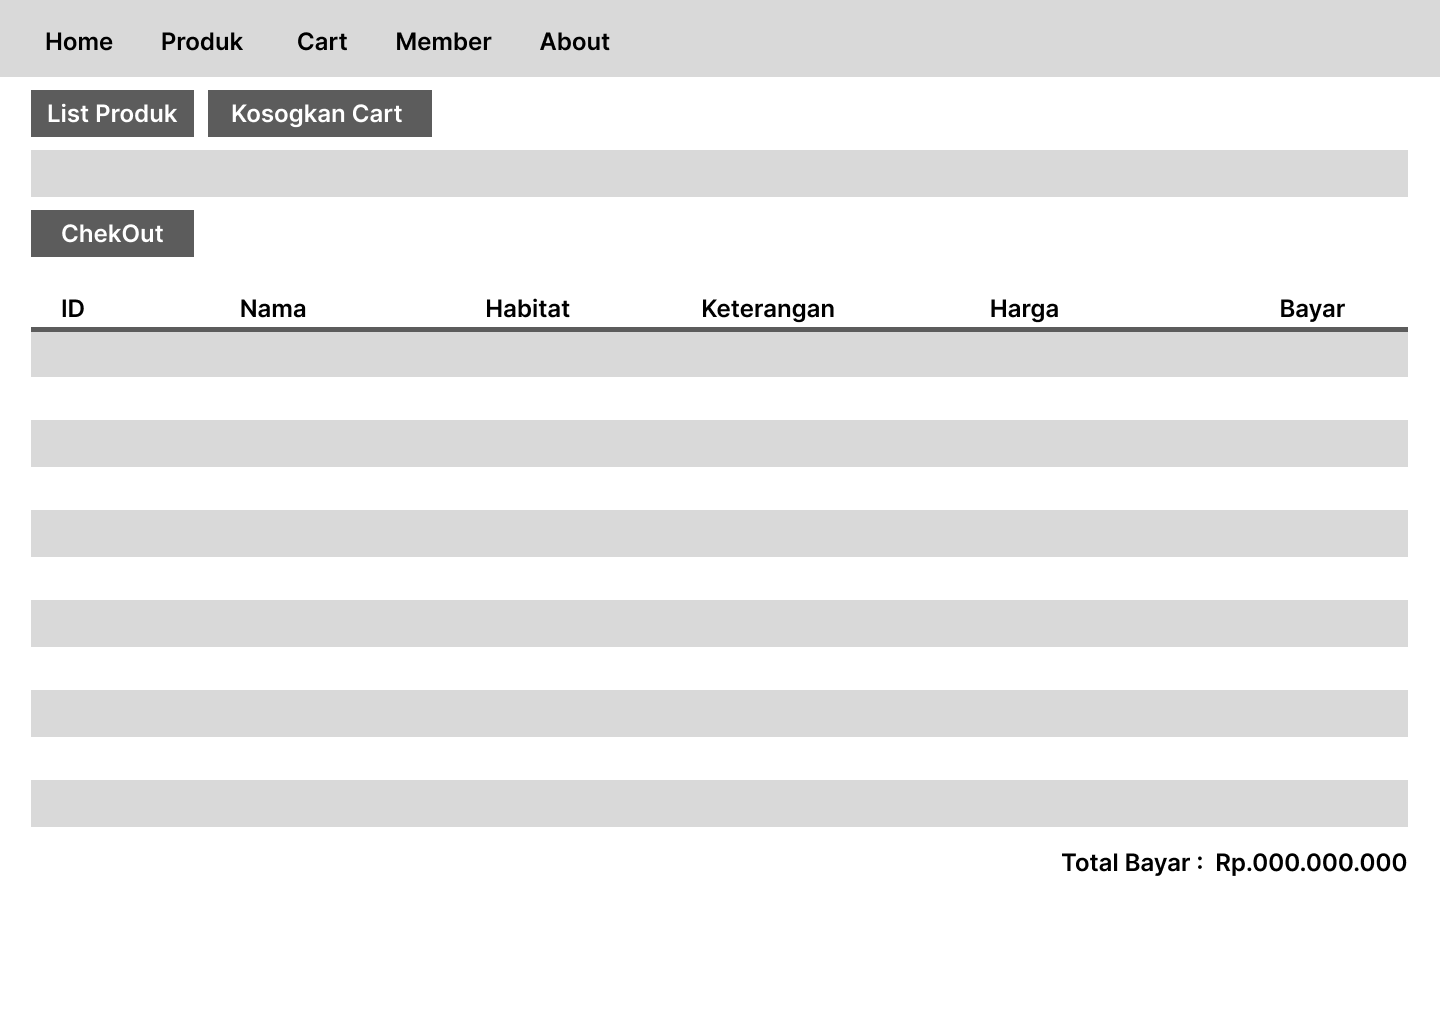 Home Produk Cart Member About
List Produk Kosogkan Cart
ChekOut
ID Nama Habitat Keterangan Harga Bayar
Total Bayar : Rp.000.000.000